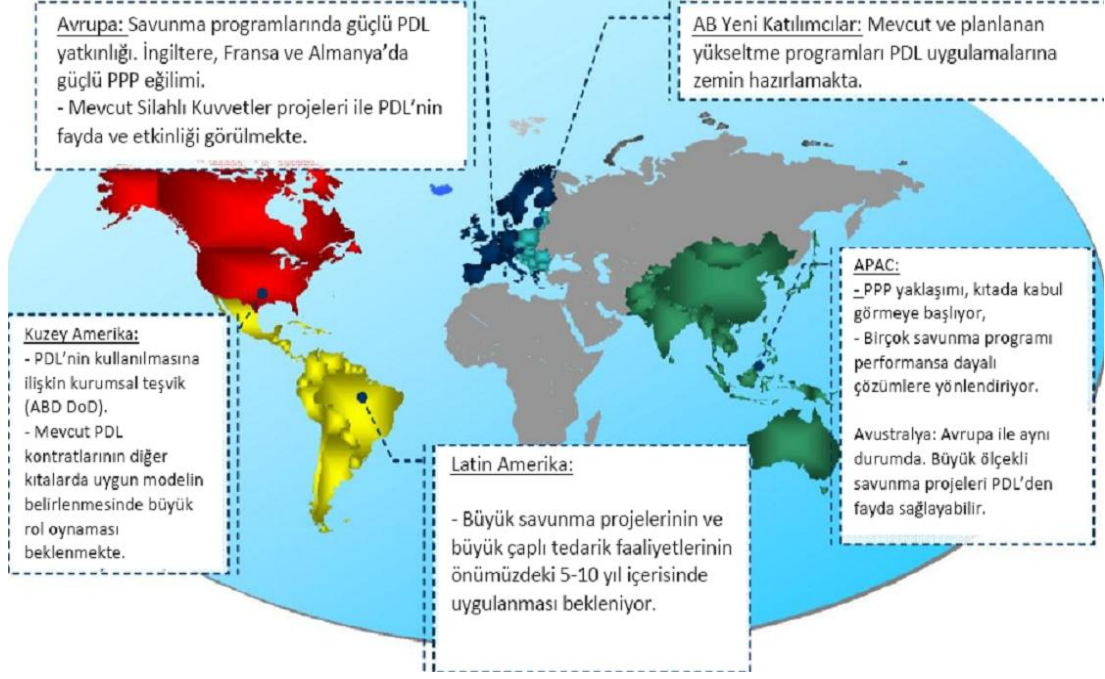 Avrupa: Savunma programlarında güçlü PDL
yatkınlığı. İngiltere, Fransa ve Almanya'da
güçlü PPP eğilimi.
- Mevcut Silahlı Kuvvetler projeleri ile PDL'nin
fayda ve etkinliği görülmekte.
AB Yeni Katılımcılar: Mevcut ve planlanan
yükseltme programları PDL uygulamalarına
zemin hazırlamakta.
Kuzey Amerika:
- PDL'nin kullanılmasına
ilişkin kurumsal teşvik
(ABD DoD).
- Mevcut PDL
kontratlarının diğer
kıtalarda uygun modelin
belirlenmesinde büyük
rol oynaması
beklenmekte.
Latin Amerika:
- Büyük savunma projelerinin ve
büyük çaplı tedarik faaliyetlerinin
önümüzdeki 5-10 yıl içerisinde
uygulanması bekleniyor.
APAC:
-PPP yaklaşımı, kıtada kabul
görmeye başlıyor,
- Birçok savunma programı
performansa dayalı
çözümlere yönlendiriyor.
Avustralya: Avrupa ile aynı
durumda. Büyük ölçekli
savunma projeleri PDL'den
fayda sağlayabilir.